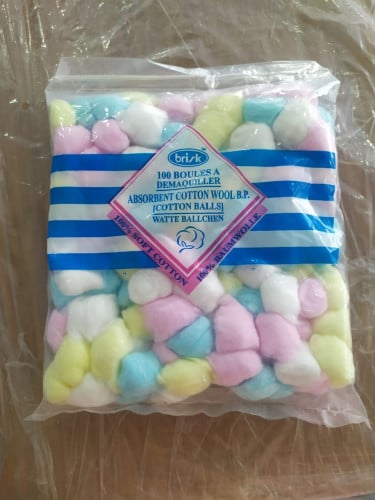 brisk
100 BOULES A
DEMAQUILLER
ABSORBENT COTTON WOOL B.P.
[COTTON BALLS]
WATTE BALLCHEN
100% SOFT COTTON
100% BAUMWOLLE